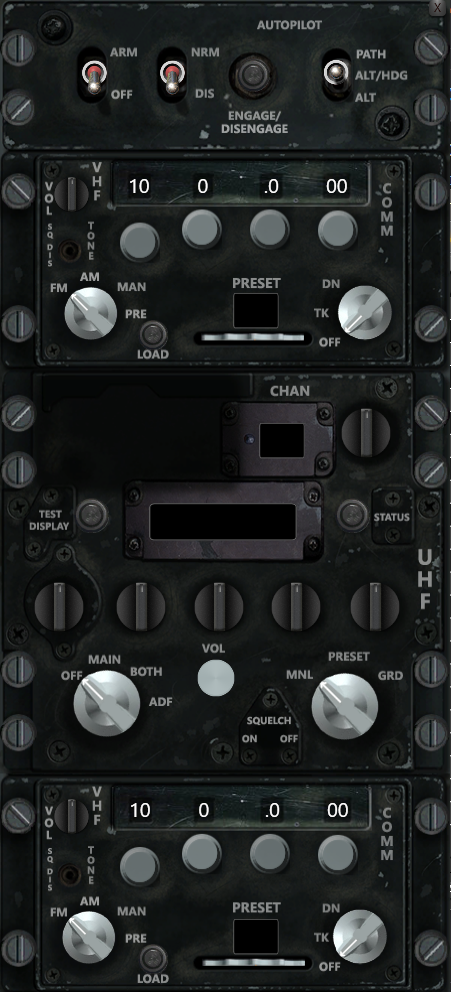 X
AUTOPILOT
ARM NRM PATH
ALT/HDG
OFF DIS ALT
ENGAGE/
DISENGAGE
VOL VHF 10 0 .0 00 COMM
SQ DIS TONE
AM
FM MAN PRESET DN
PRE TK
LOAD OFF
CHAN
TEST
DISPLAY STATUS
UHF
VOL
MAIN PRESET
OFF BOTH MNL GRD
ADF
SQUELCH
ON OFF
VOL VHF 10 0 .0 00 COMM
SQ DIS TONE
AM
FM MAN PRESET DN
PRE TK
LOAD OFF